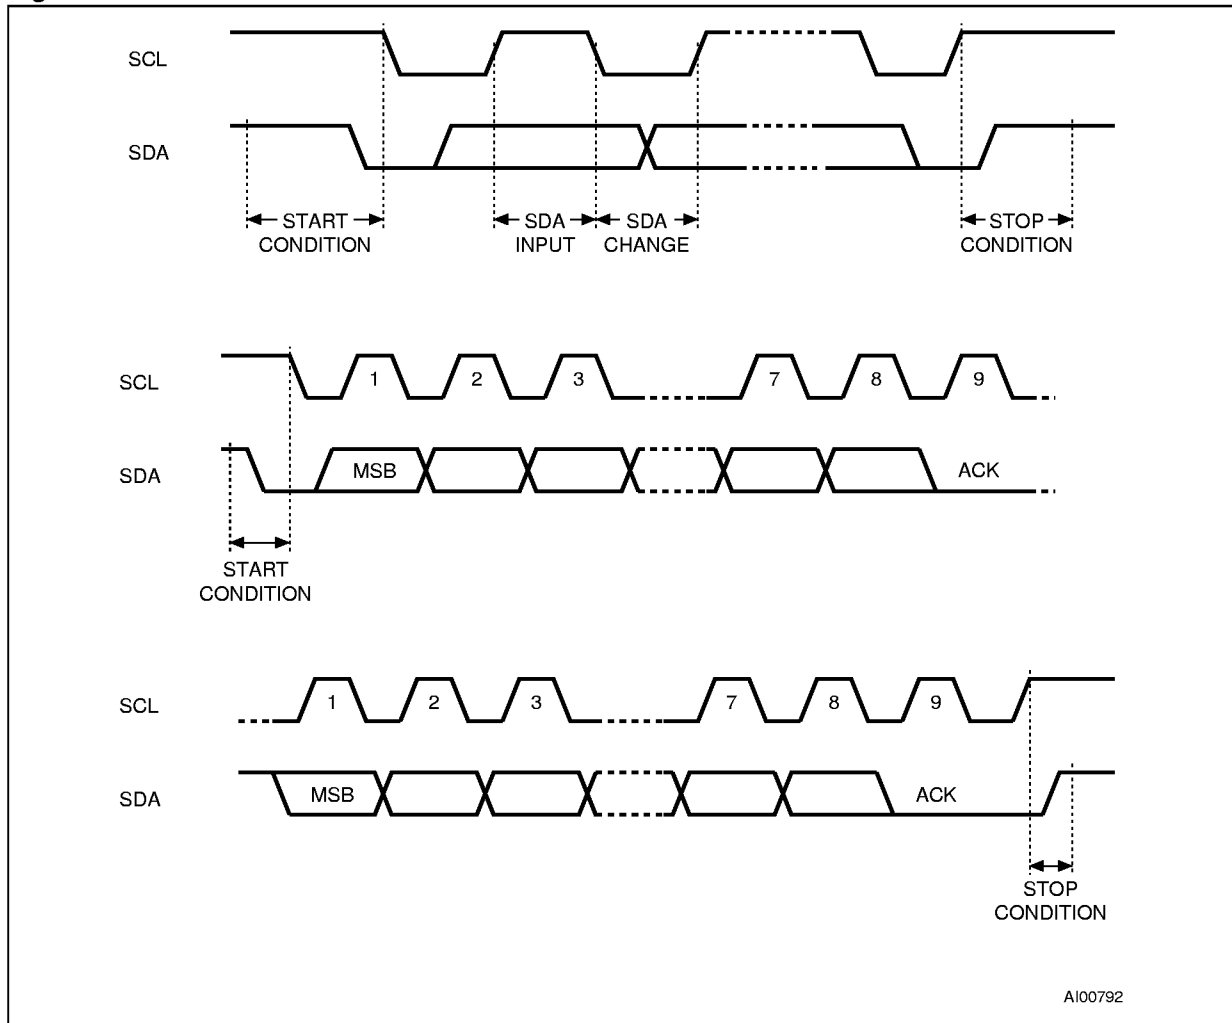 SCL
SDA
START
CONDITION
SDA
INPUT
SDA
CHANGE
STOP
CONDITION
SCL
1 2 3 7 8 9
SDA
MSB ACK
START
CONDITION
SCL
1 2 3 7 8 9
SDA
MSB ACK
STOP
CONDITION
AI00792